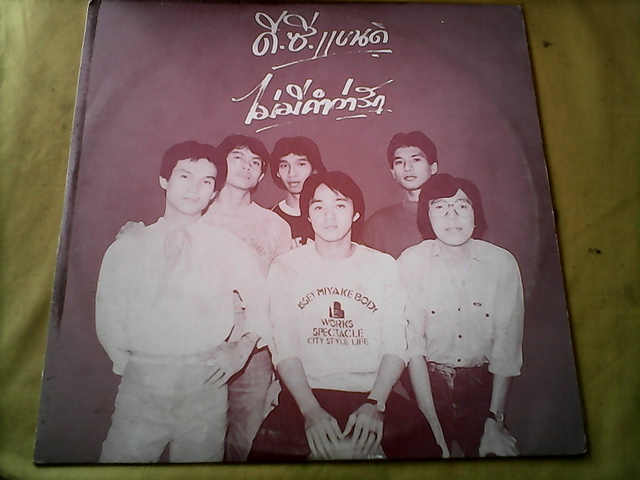 ดี.ซี.แบนด์
ไม่มีคำว่ารัก
ISSEY MIYAKE BODY
WORKS
SPECTACLE
CITY STYLE LIFE